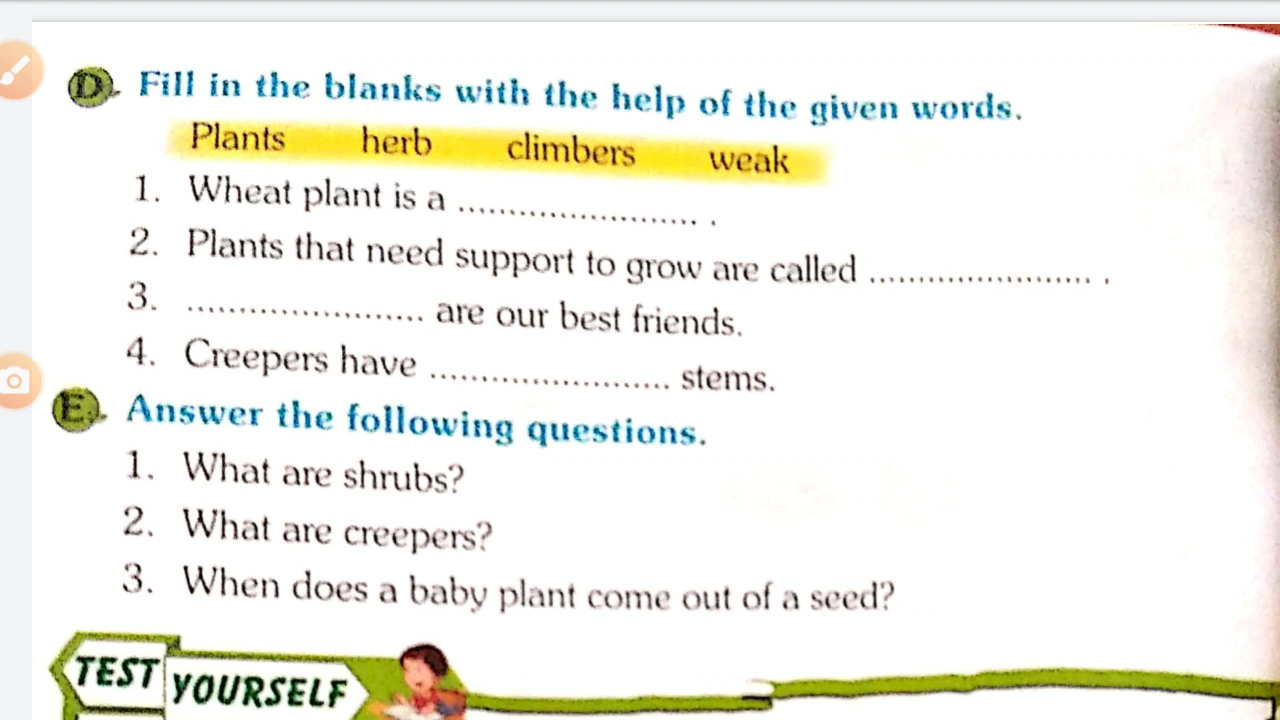 D. Fill in the blanks with the help of the given words.
Plants herb climbers weak
1. Wheat plant is a ........................ .
2. Plants that need support to grow are called ...................... .
3. ....................... are our best friends.
4. Creepers have ........................ stems.
E. Answer the following questions.
1. What are shrubs?
2. What are creepers?
3. When does a baby plant come out of a seed?
TEST YOURSELF